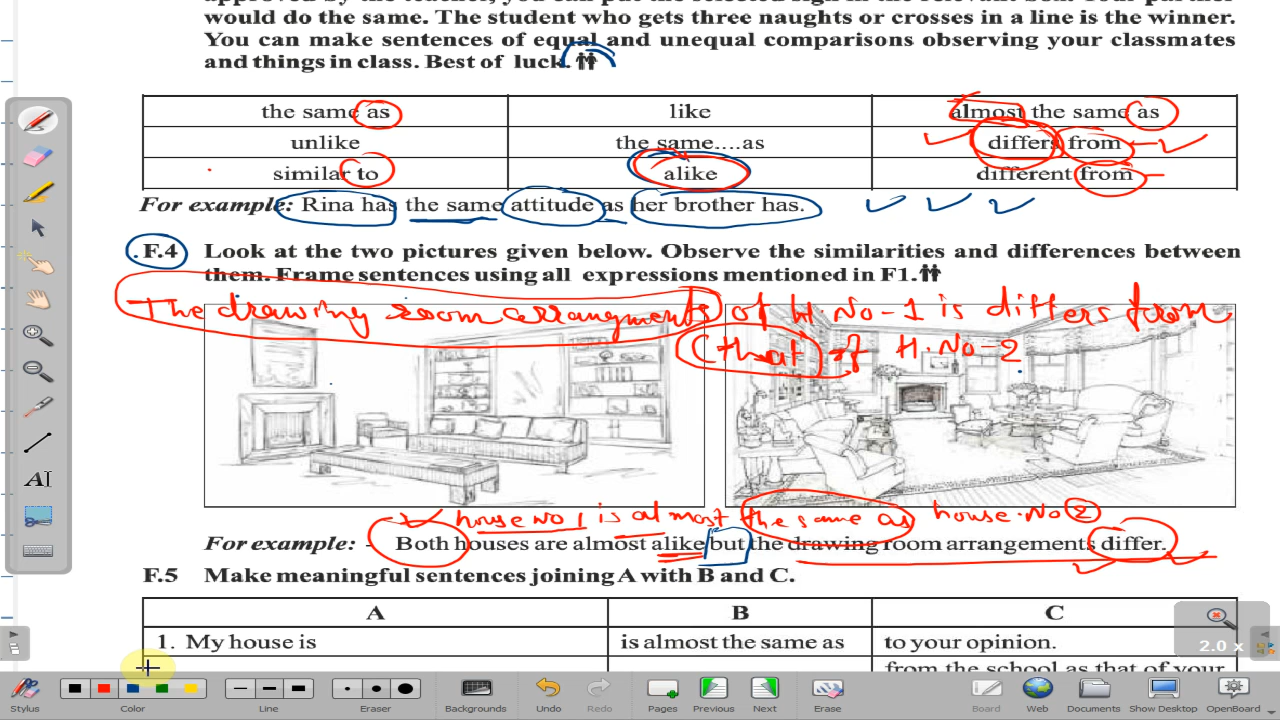 would do the same. The student who gets three naughts or crosses in a line is the winner.
You can make sentences of equal and unequal comparisons observing your classmates
and things in class. Best of luck.
the same as like almost the same as
unlike the same....as differs from
similar to alike different from
For example: Rina has the same attitude as her brother has.
F.4 Look at the two pictures given below. Observe the similarities and differences between
them. Frame sentences using all expressions mentioned in F1.
The drawing room arrangments of H.No-1 is differs from
(that) of H.No-2
house No 1 is almost the same as house.No 2
For example: - Both houses are almost alike but the drawing room arrangements differ.
F.5 Make meaningful sentences joining A with B and C.
A B C
1. My house is is almost the same as to your opinion.
from the school as that of your
2.0 x
Stylus Color Line Eraser Backgrounds Undo Redo Pages Previous Next Erase Board Web Documents Show Desktop OpenBoard